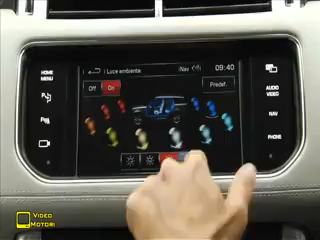 HOME
MENU
Luce ambiente:
iNav
09:40
Off
On
Predef.
AUDIO
VIDEO
NAV
PHONE
VIDEO
MOTORI